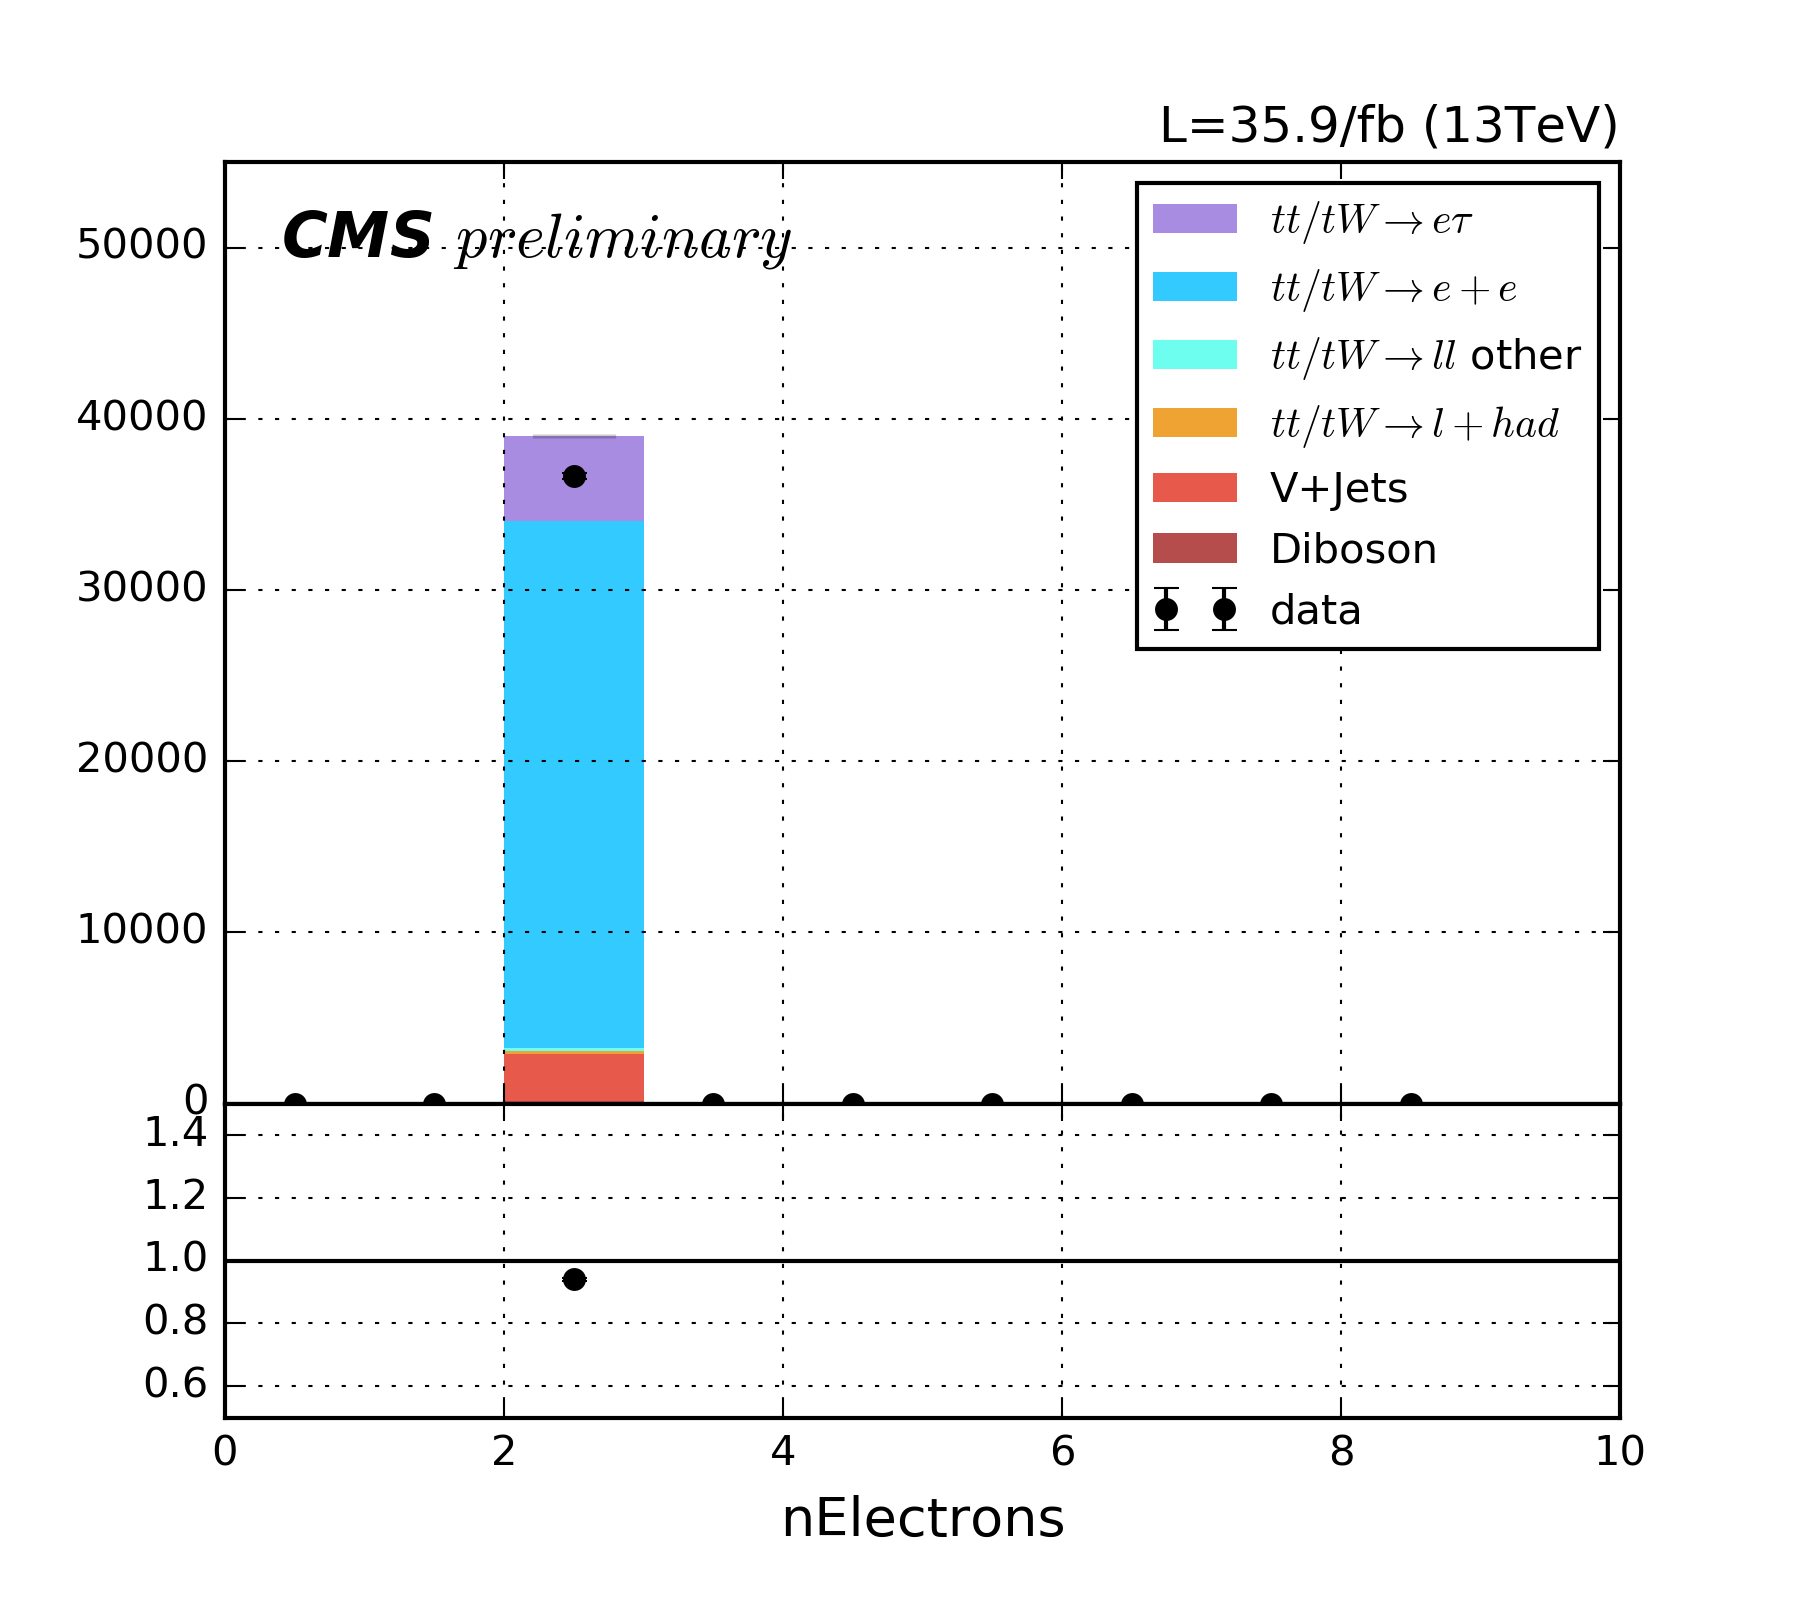 L=35.9/fb (13TeV)
CMS preliminary
50000
40000
30000
20000
10000
0
tt/tW→eτ
tt/tW→e+e
tt/tW→ll other
tt/tW→l+had
V+Jets
Diboson
data
1.4
1.2
1.0
0.8
0.6
0 2 4 6 8 10
nElectrons